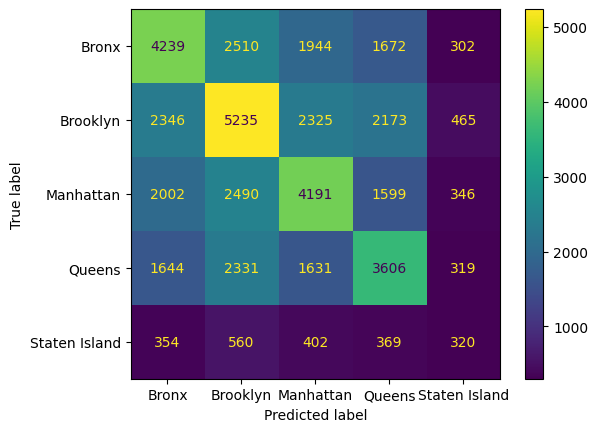 Bronx 4239 2510 1944 1672 302
Brooklyn 2346 5235 2325 2173 465
Manhattan 2002 2490 4191 1599 346
Queens 1644 2331 1631 3606 319
Staten Island 354 560 402 369 320
Bronx Brooklyn Manhattan Queens Staten Island
Predicted label
True label
5000
4000
3000
2000
1000